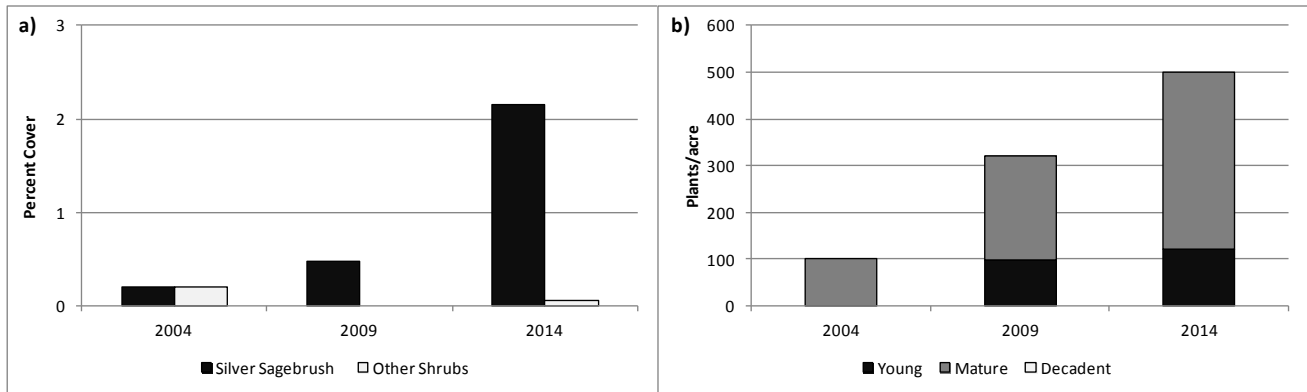 a)
Percent Cover
3
2
1
0
2004 2009 2014
Silver Sagebrush Other Shrubs
b)
Plants/acre
600
500
400
300
200
100
0
2004 2009 2014
Young Mature Decadent